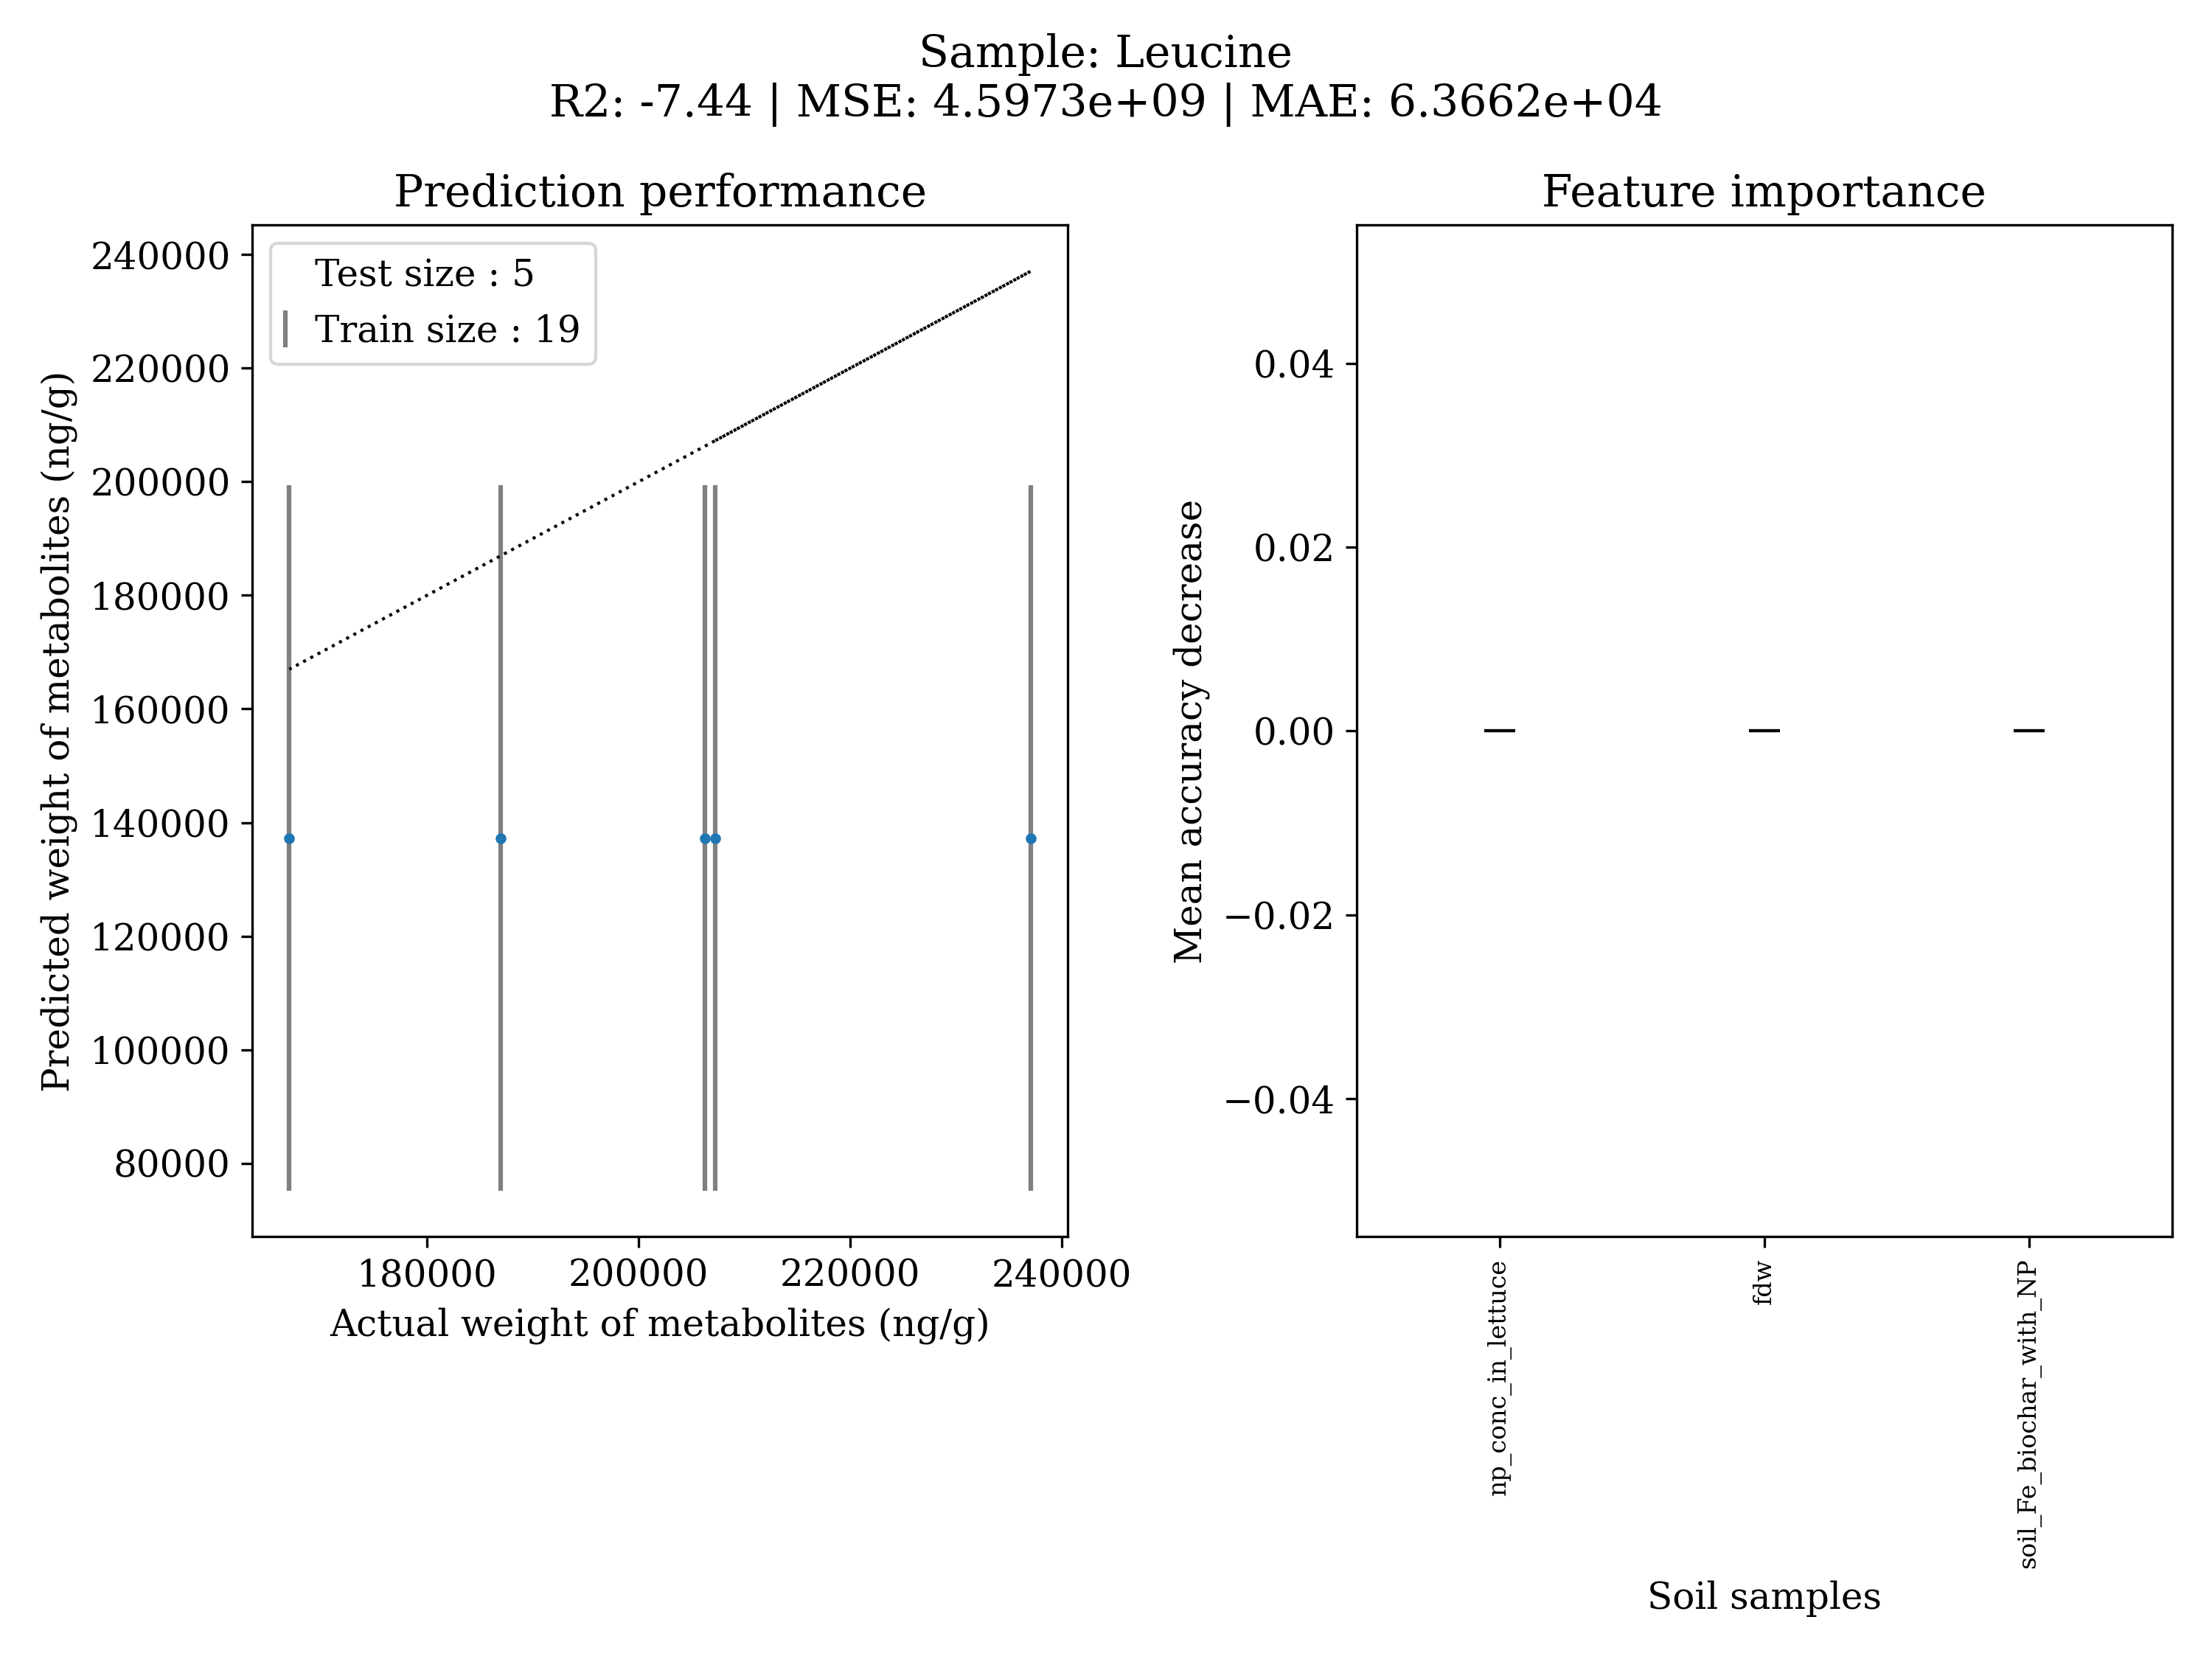 Sample: Leucine
R2: -7.44 | MSE: 4.5973e+09 | MAE: 6.3662e+04
Prediction performance
Test size : 5
Train size : 19
240000
220000
200000
180000
160000
140000
120000
100000
80000
Predicted weight of metabolites (ng/g)
180000
200000
220000
240000
Actual weight of metabolites (ng/g)
Feature importance
0.04
0.02
0.00
−0.02
−0.04
Mean accuracy decrease
np_conc_in_lettuce
fdw
soil_Fe_biochar_with_NP
Soil samples